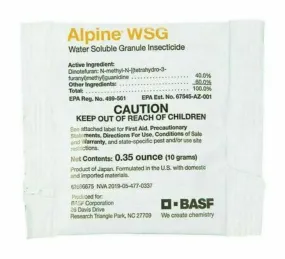 Alpine® WSG
Water Soluble Granule Insecticide
Active Ingredient:
Dinotefuran: N-methyl-N-[(tetrahydro-3-
furanyl)methyl]guanidine 40.0%
Other Ingredients: 60.0%
Total: 100.0%
EPA Reg. No. 499-561 EPA Est. No. 67545-AZ-001
CAUTION
KEEP OUT OF REACH OF CHILDREN
See attached label for First Aid, Precautionary
Statements, Directions For Use, Conditions of Sale
and Warranty, and state-specific pest and/or use site
restrictions.
Net Contents: 0.35 ounce (10 grams)
Product of Japan. Formulated in the U.S. with domestic
and imported materials.
NVA 2019-05-477-0337
Produced for:
BASF Corporation
26 Davis Drive
Research Triangle Park, NC 27709
BASF
We create chemistry